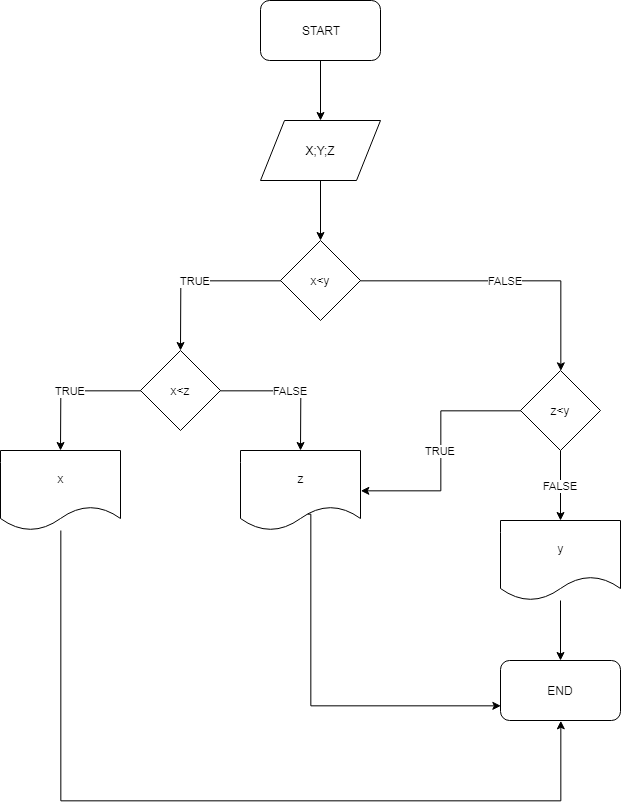 START
X;Y;Z
x<y
TRUE
FALSE
x<z
TRUE
FALSE
z<y
TRUE
FALSE
x
z
y
END